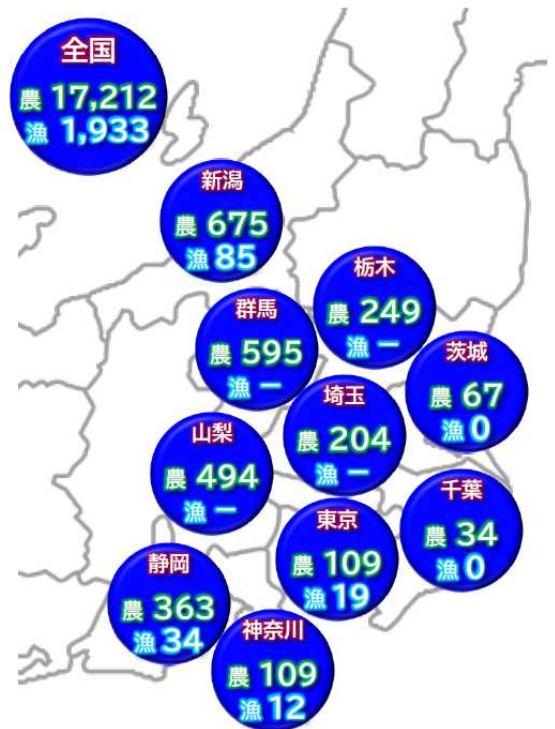 全国
農 17,212
漁 1,933
新潟
農 675
漁 85
栃木
農 249
漁 ー
群馬
農 595
漁 ー
茨城
農 67
漁 0
埼玉
農 204
漁 ー
山梨
農 494
漁 ー
千葉
農 34
漁 0
東京
農 109
漁 19
静岡
農 363
漁 34
神奈川
農 109
漁 12